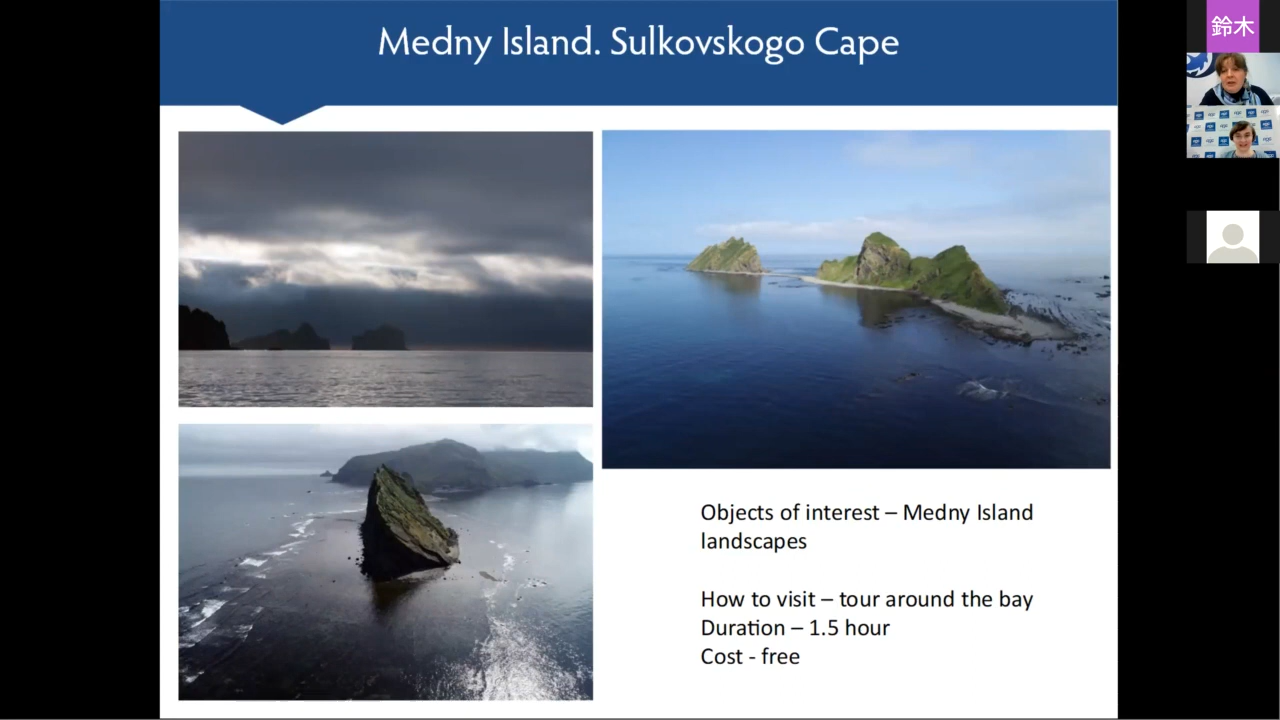 Medny Island. Sulkovskogo Cape
鈴木
Objects of interest – Medny Island
landscapes
How to visit – tour around the bay
Duration – 1.5 hour
Cost - free